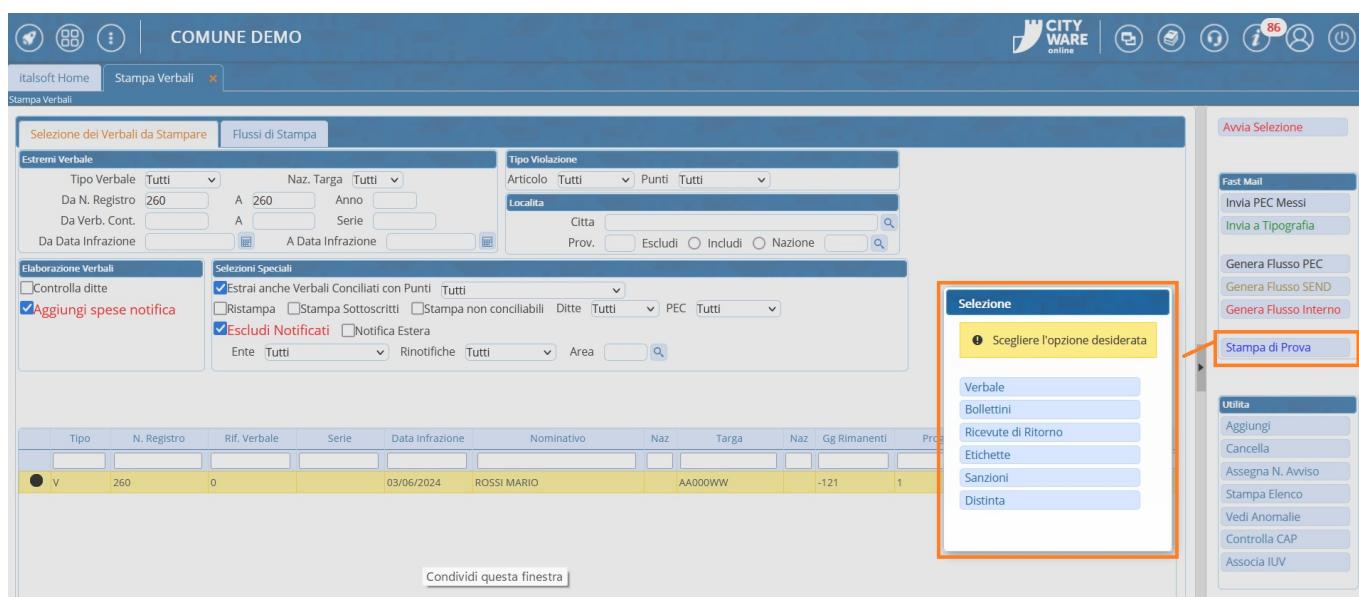 COMUNE DEMO
CITY WARE online
86
italsoft Home Stampa Verbali ×
Stampa Verbali
Selezione dei Verbali da Stampare Flussi di Stampa
Estremi Verbale
Tipo Verbale Tutti Naz. Targa Tutti
Da N. Registro 260 A 260 Anno
Da Verb. Cont. A Serie
Da Data Infrazione A Data Infrazione
Tipo Violazione
Articolo Tutti Punti Tutti
Localita
Citta
Prov. Escludi Includi Nazione
Elaborazione Verbali
Controlla ditte
Aggiungi spese notifica
Selezioni Speciali
Estrai anche Verbali Conciliati con Punti Tutti
Ristampa Stampa Sottoscritti Stampa non conciliabili Ditte Tutti PEC Tutti
Escludi Notificati Notifica Estera
Ente Tutti Rinotifiche Tutti Area
Tipo N. Registro Rif. Verbale Serie Data Infrazione Nominativo Naz Targa Naz Gg Rimanenti
V 260 0 03/06/2024 ROSSI MARIO AA000WW -121 1
Condividi questa finestra
Selezione
Scegliere l'opzione desiderata
Verbale
Bollettini
Ricevute di Ritorno
Etichette
Sanzioni
Distinta
Avvia Selezione
Fast Mail
Invia PEC Messi
Invia a Tipografia
Genera Flusso PEC
Genera Flusso SEND
Genera Flusso Interno
Stampa di Prova
Utilita
Aggiungi
Cancella
Assegna N. Avviso
Stampa Elenco
Vedi Anomalie
Controlla CAP
Associa IUV